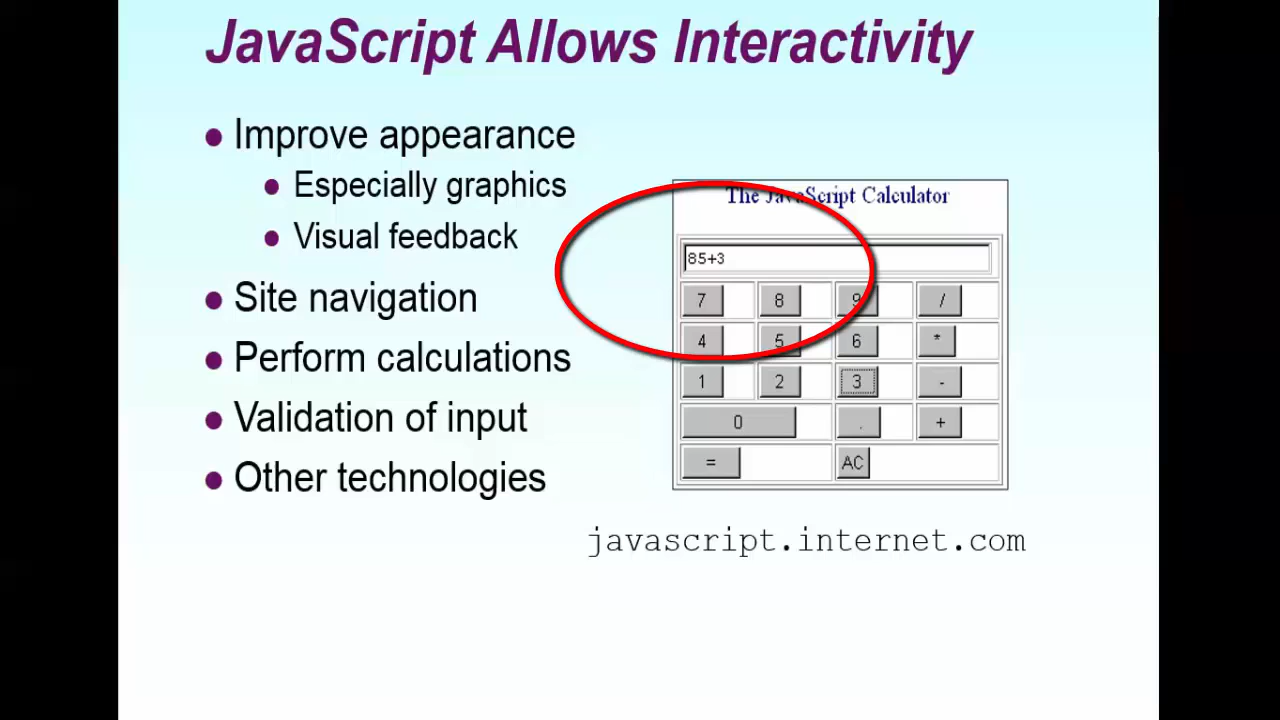 JavaScript Allows Interactivity
Improve appearance
Especially graphics
Visual feedback
Site navigation
Perform calculations
Validation of input
Other technologies
The JavaScript Calculator
85+3
7 8 9 /
4 5 6 *
1 2 3 -
0 . +
= AC
javascript.internet.com